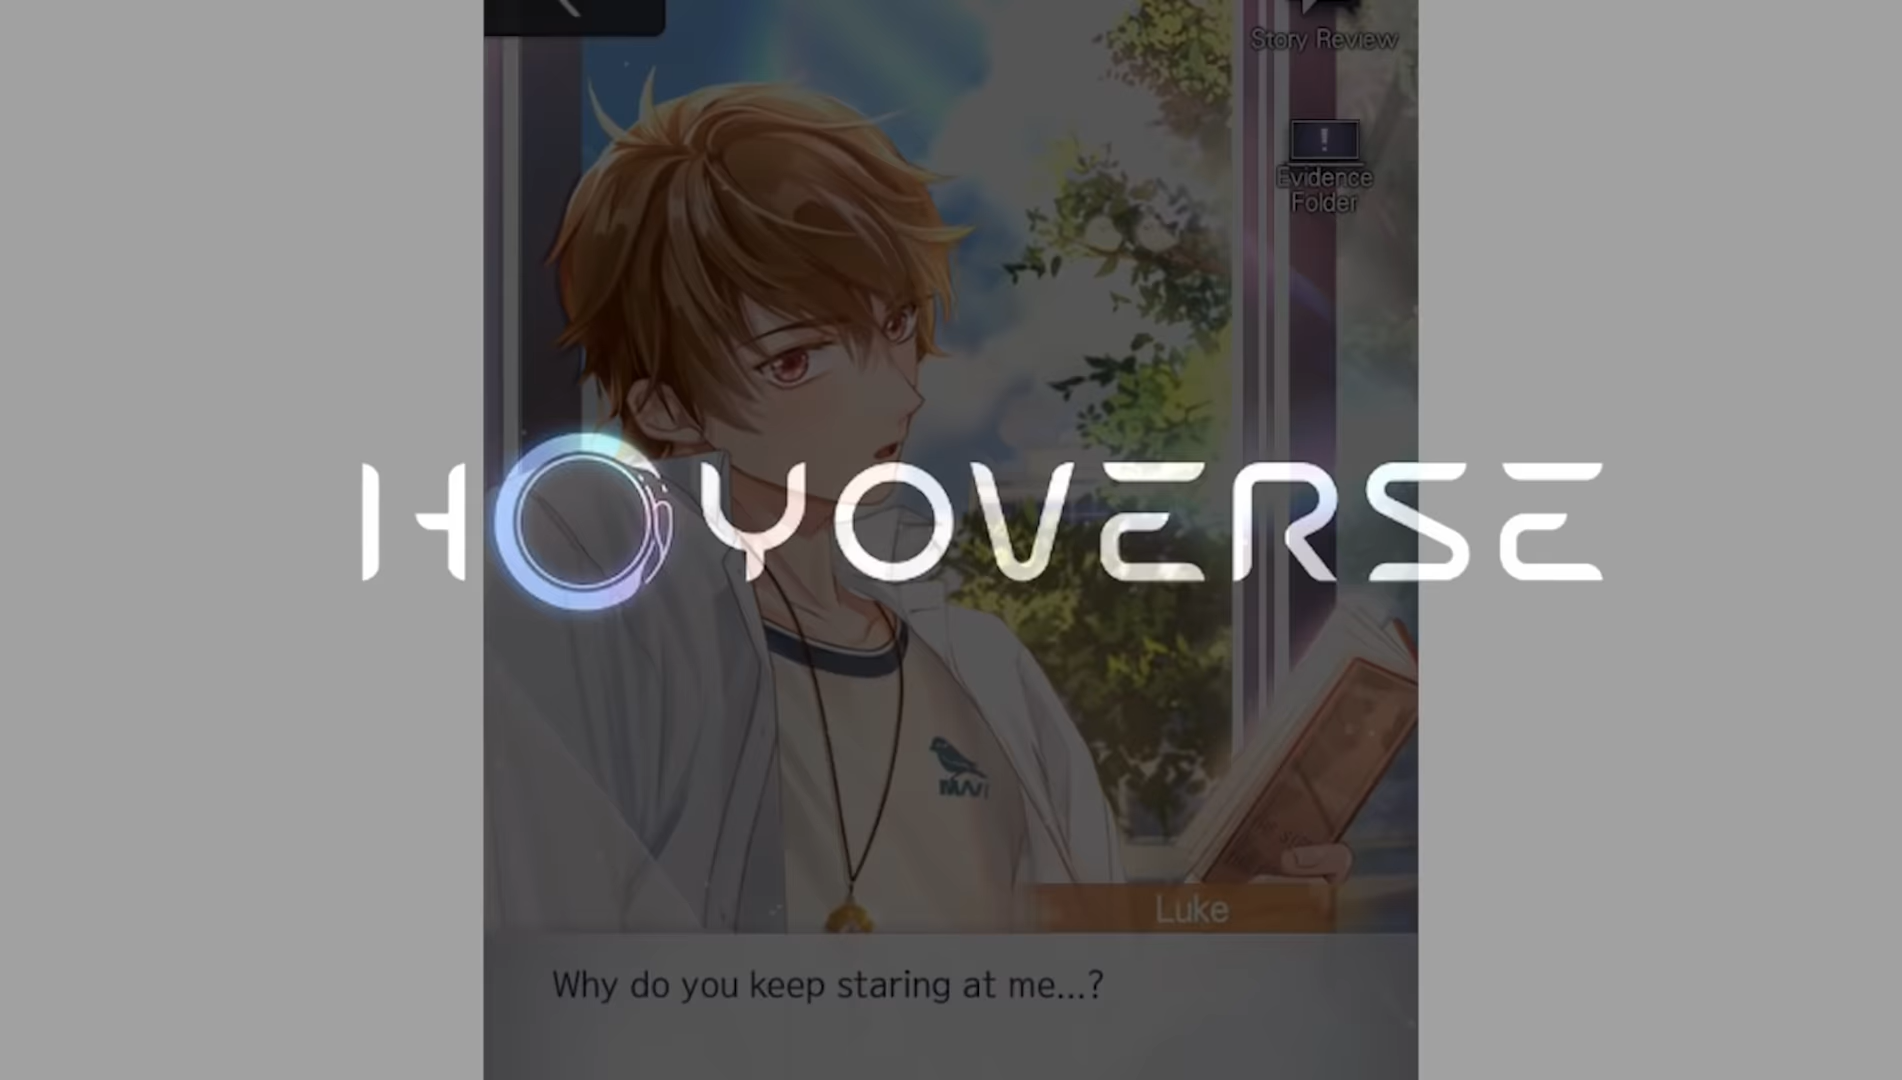 Story Review
Evidence
Folder
HOYOVERSE
Luke
Why do you keep staring at me...?